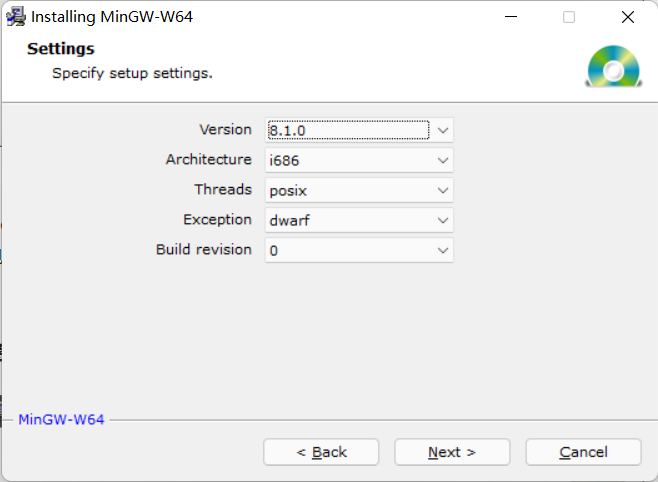 Installing MinGW-W64
Settings
Specify setup settings.
Version 8.1.0
Architecture i686
Threads posix
Exception dwarf
Build revision 0
MinGW-W64
< Back Next > Cancel